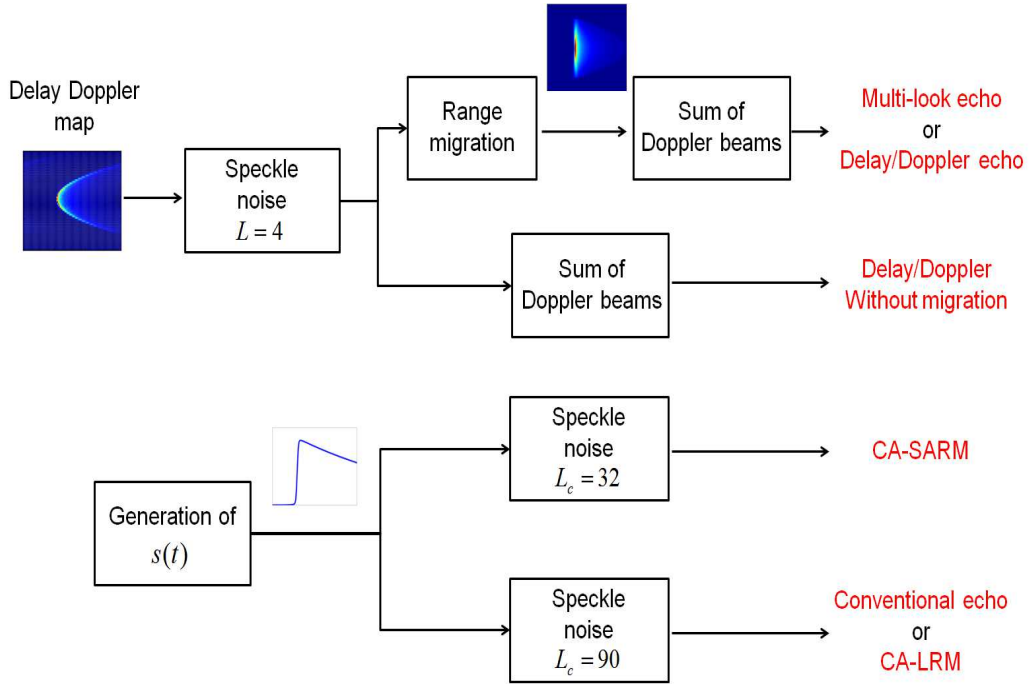 Delay Doppler
map
Speckle
noise
L = 4
Range
migration
Sum of
Doppler beams
Multi-look echo
or
Delay/Doppler echo
Sum of
Doppler beams
Delay/Doppler
Without migration
Generation of
s(t)
Speckle
noise
L_c = 32
CA-SARM
Speckle
noise
L_c = 90
Conventional echo
or
CA-LRM